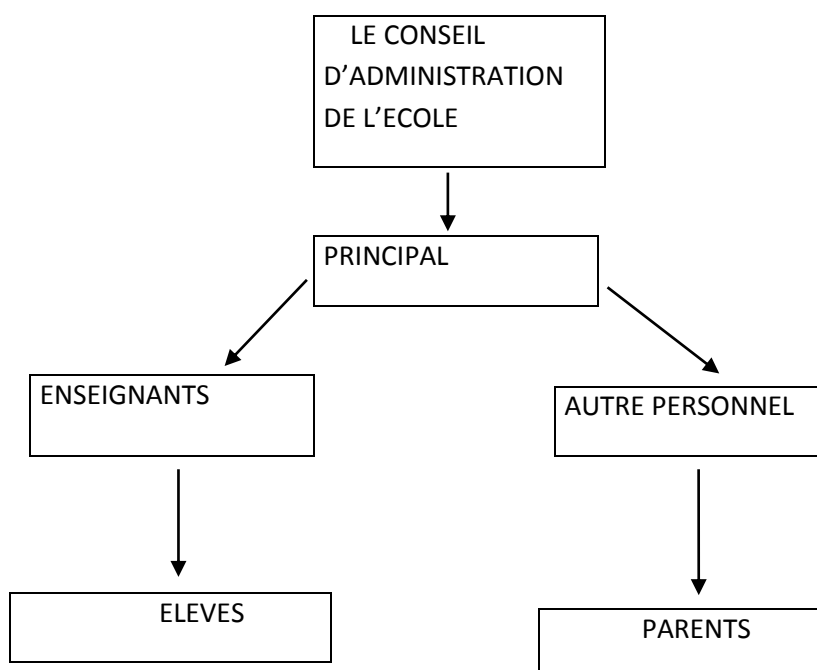 LE CONSEIL
D’ADMINISTRATION
DE L’ECOLE
PRINCIPAL
ENSEIGNANTS
AUTRE PERSONNEL
ELEVES
PARENTS